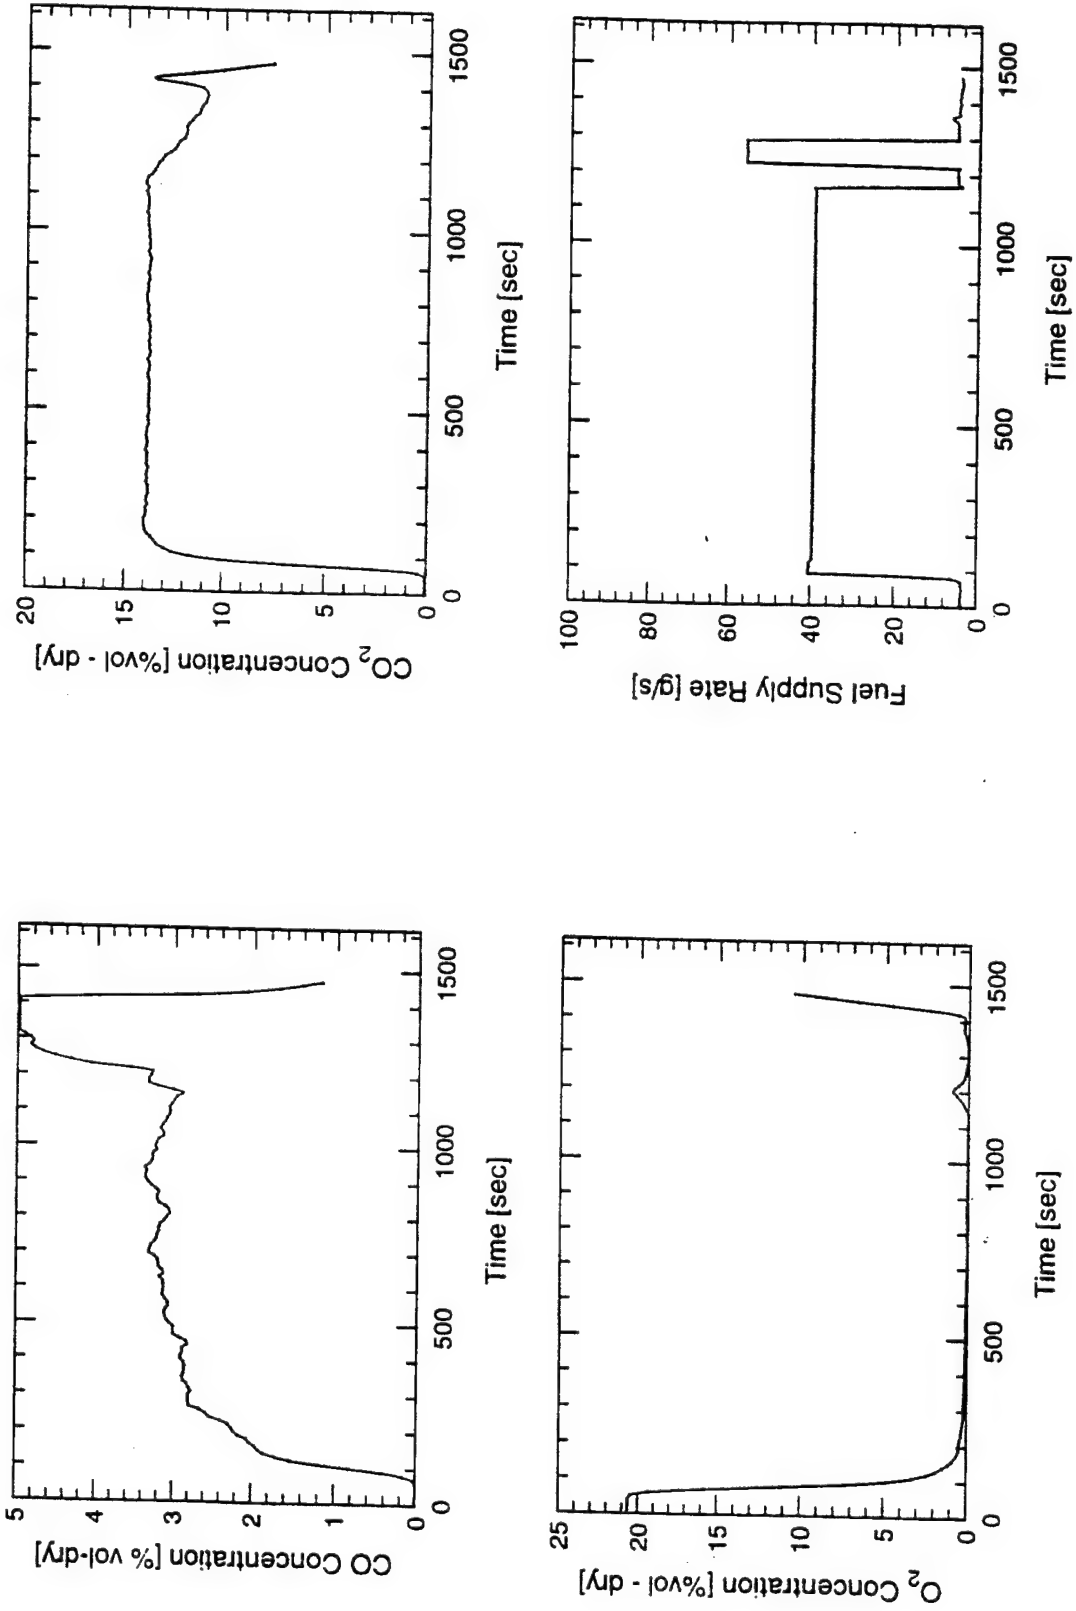 CO Concentration [% vol-dry]
5
4
3
2
1
0
0 500 1000 1500
Time [sec]
CO2 Concentration [%vol - dry]
20
15
10
5
0
0 500 1000 1500
Time [sec]
O2 Concentration [%vol - dry]
25
20
15
10
5
0
0 500 1000 1500
Time [sec]
Fuel Supply Rate [g/s]
100
80
60
40
20
0
0 500 1000 1500
Time [sec]